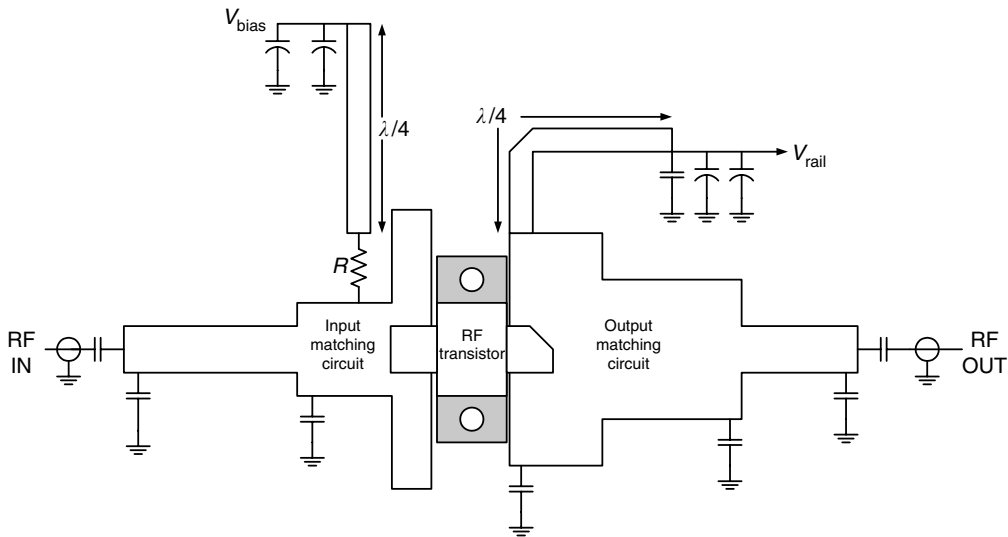 V_bias
λ/4
λ/4
V_rail
R
RF
IN
Input
matching
circuit
RF
transistor
Output
matching
circuit
RF
OUT